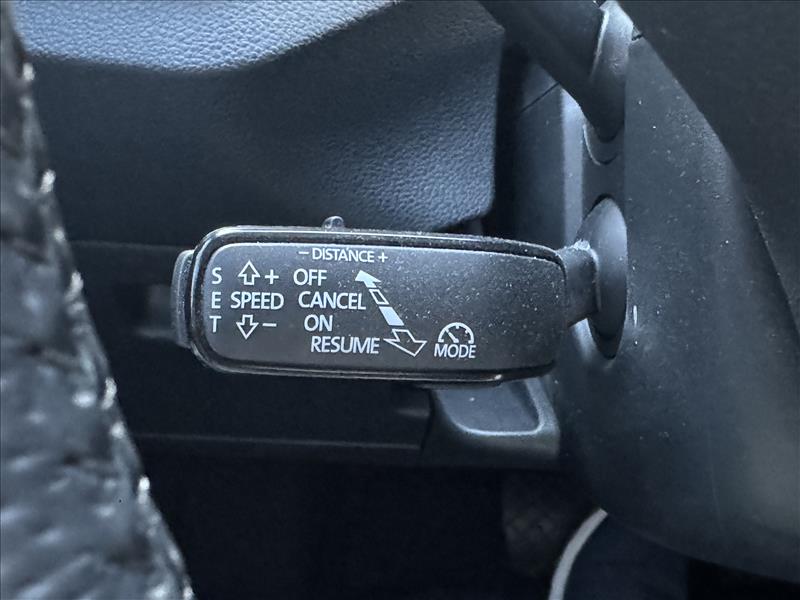 − DISTANCE +
S + OFF
E SPEED CANCEL
T − ON
RESUME
MODE